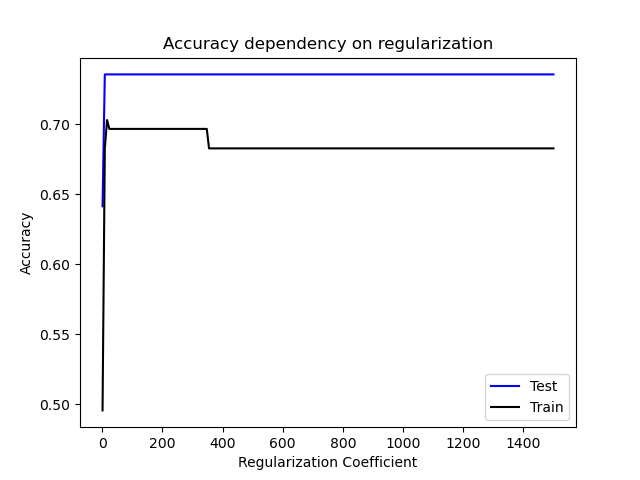 Accuracy dependency on regularization
Accuracy
0.70
0.65
0.60
0.55
0.50
0 200 400 600 800 1000 1200 1400
Regularization Coefficient
Test
Train